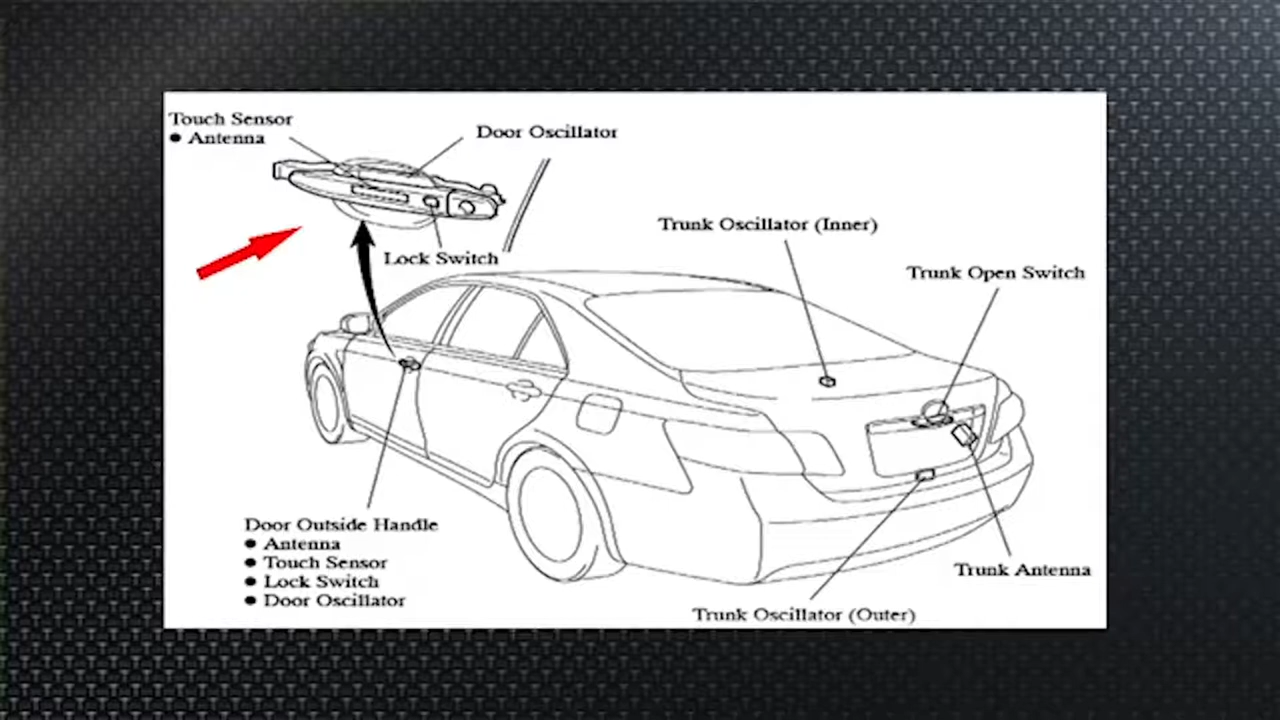 Touch Sensor
● Antenna
Door Oscillator
Lock Switch
Trunk Oscillator (Inner)
Trunk Open Switch
Door Outside Handle
● Antenna
● Touch Sensor
● Lock Switch
● Door Oscillator
Trunk Antenna
Trunk Oscillator (Outer)